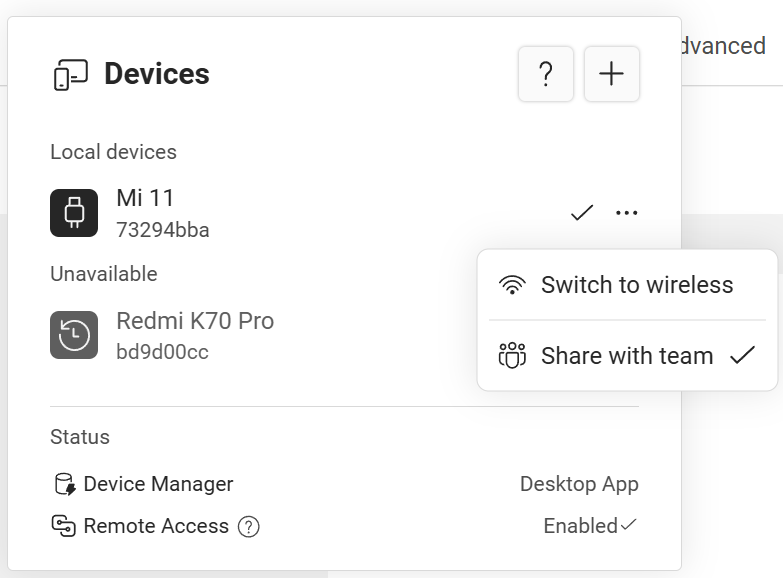 Devices
?
dvanced
Local devices
Mi 11
73294bba
Unavailable
Switch to wireless
Redmi K70 Pro
bd9d00cc
Share with team
Status
Device Manager
Desktop App
Remote Access ?
Enabled